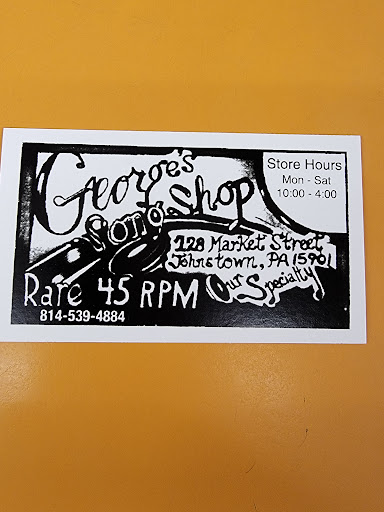 George's
Song Shop
Store Hours
Mon - Sat
10:00 - 4:00
128 Market Street
Johnstown, PA 15901
Rare 45 RPM Our Specialty
814-539-4884